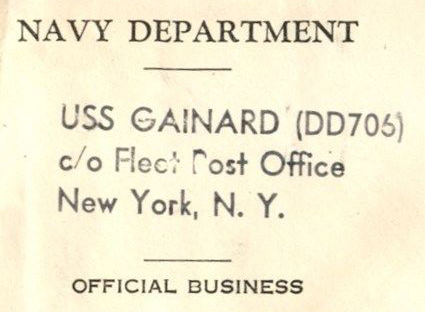 NAVY DEPARTMENT
USS GAINARD (DD706)
c/o Fleet Post Office
New York, N. Y.
OFFICIAL BUSINESS